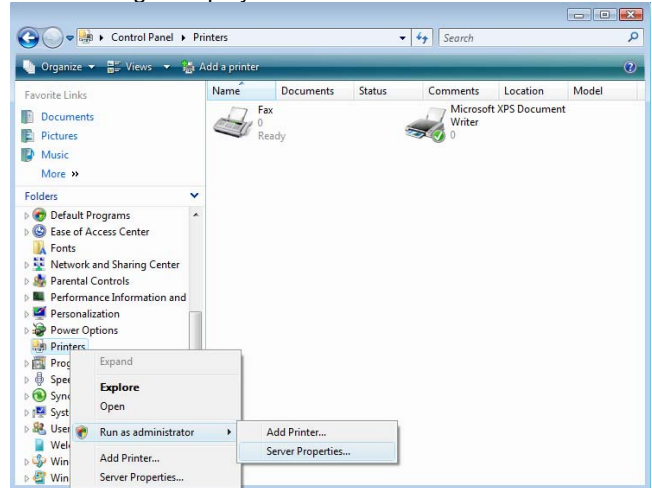 Control Panel ▸ Printers
Search
Organize Views Add a printer
Favorite Links
Documents
Pictures
Music
More »
Folders
Default Programs
Ease of Access Center
Fonts
Network and Sharing Center
Parental Controls
Performance Information and
Personalization
Power Options
Printers
Prog
Spee
Sync
Syst
User
Wel
Win
Win
Name Documents Status Comments Location Model
Fax
0
Ready
Microsoft XPS Document
Writer
0
Expand
Explore
Open
Run as administrator
Add Printer...
Server Properties...
Add Printer...
Server Properties...